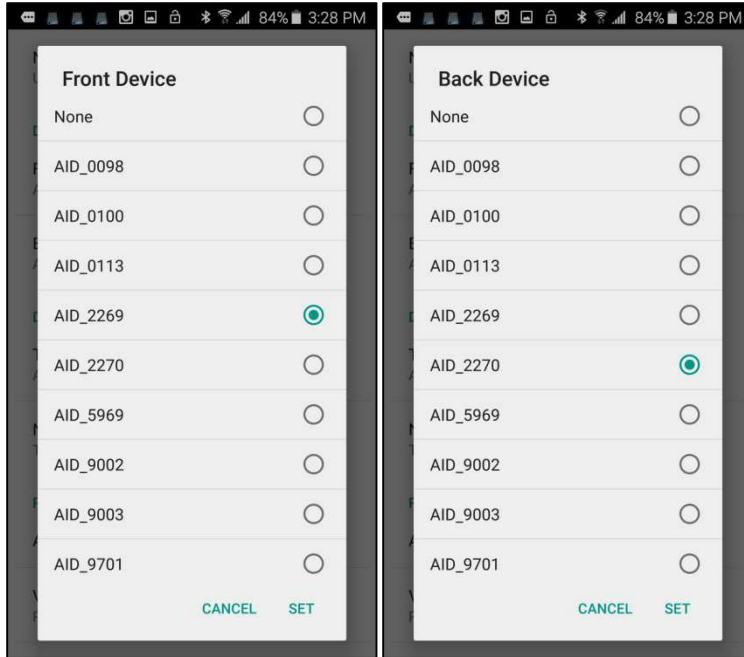 84% 3:28 PM
Front Device
None
AID_0098
AID_0100
AID_0113
AID_2269
AID_2270
AID_5969
AID_9002
AID_9003
AID_9701
CANCEL SET
84% 3:28 PM
Back Device
None
AID_0098
AID_0100
AID_0113
AID_2269
AID_2270
AID_5969
AID_9002
AID_9003
AID_9701
CANCEL SET